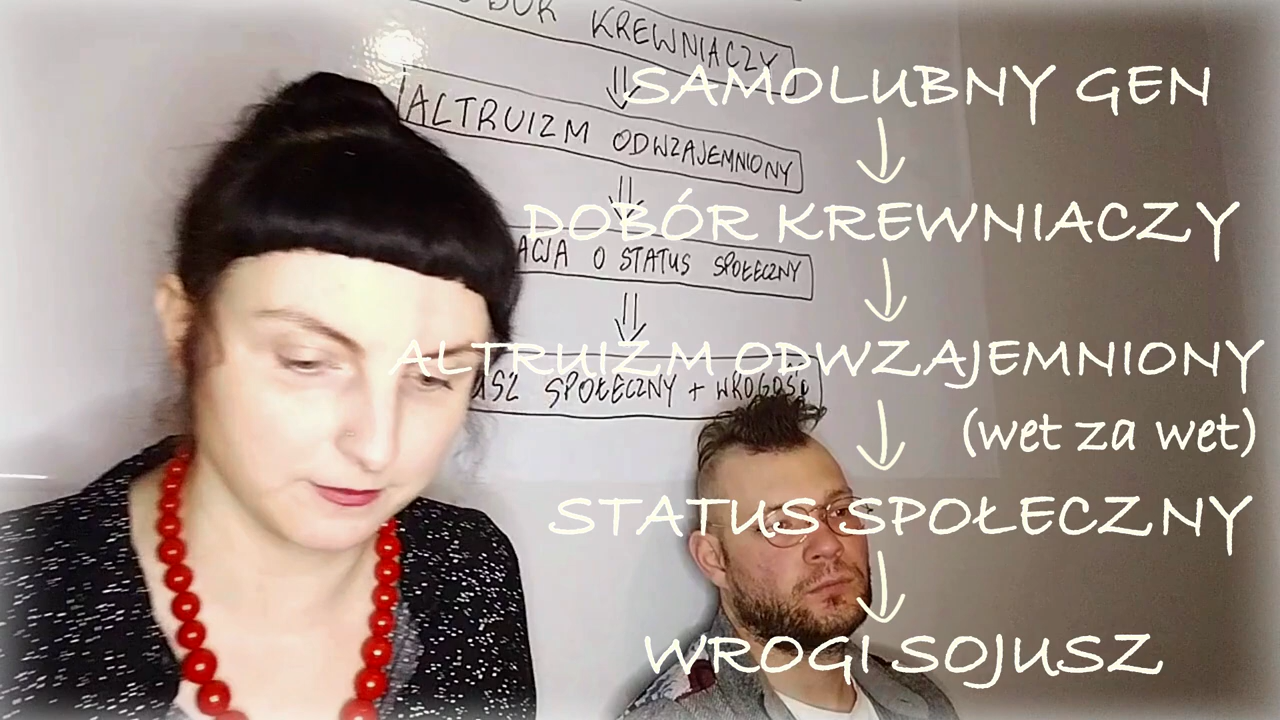 KREWNIACZY
ALTRUIZM ODWZAJEMNIONY
O STATUS SPOŁECZNY
SPOŁECZNY + WROGOŚĆ
SAMOLUBNY GEN
DOBÓR KREWNIACZY
ALTRUIZM ODWZAJEMNIONY
(wet za wet)
STATUS SPOŁECZNY
WROGI SOJUSZ